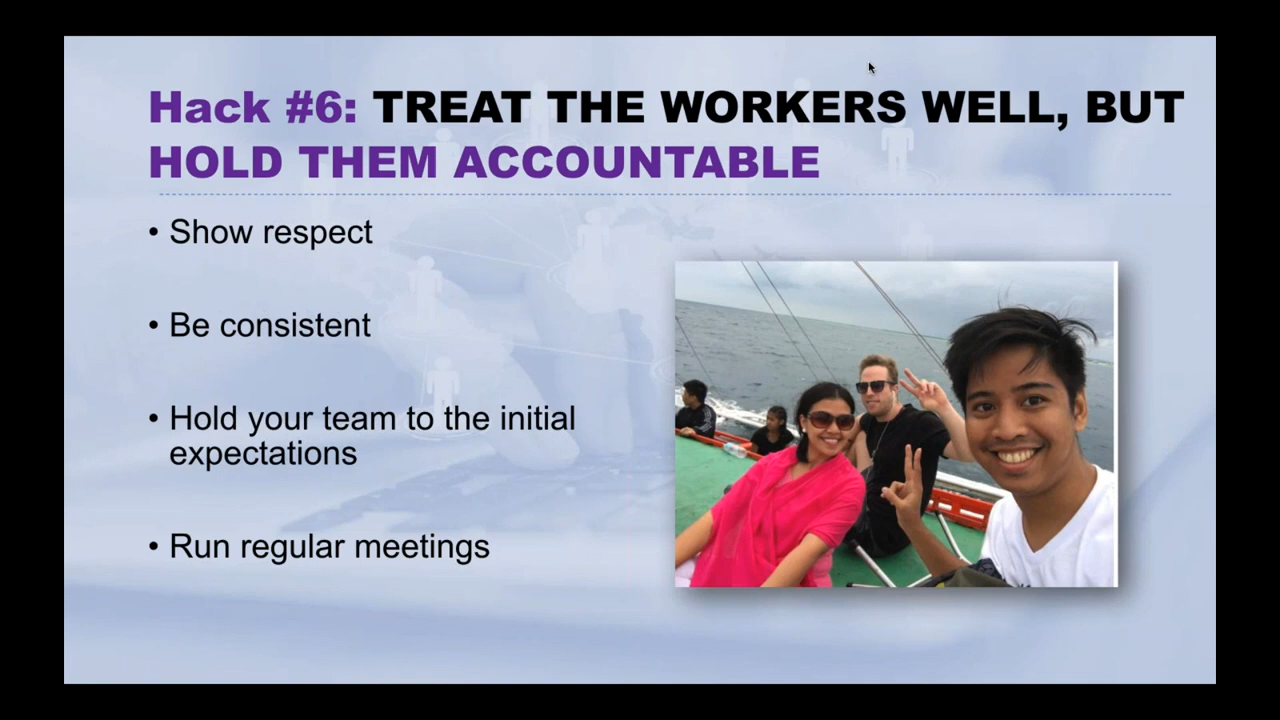 Hack #6: TREAT THE WORKERS WELL, BUT
HOLD THEM ACCOUNTABLE
• Show respect
• Be consistent
• Hold your team to the initial
expectations
• Run regular meetings